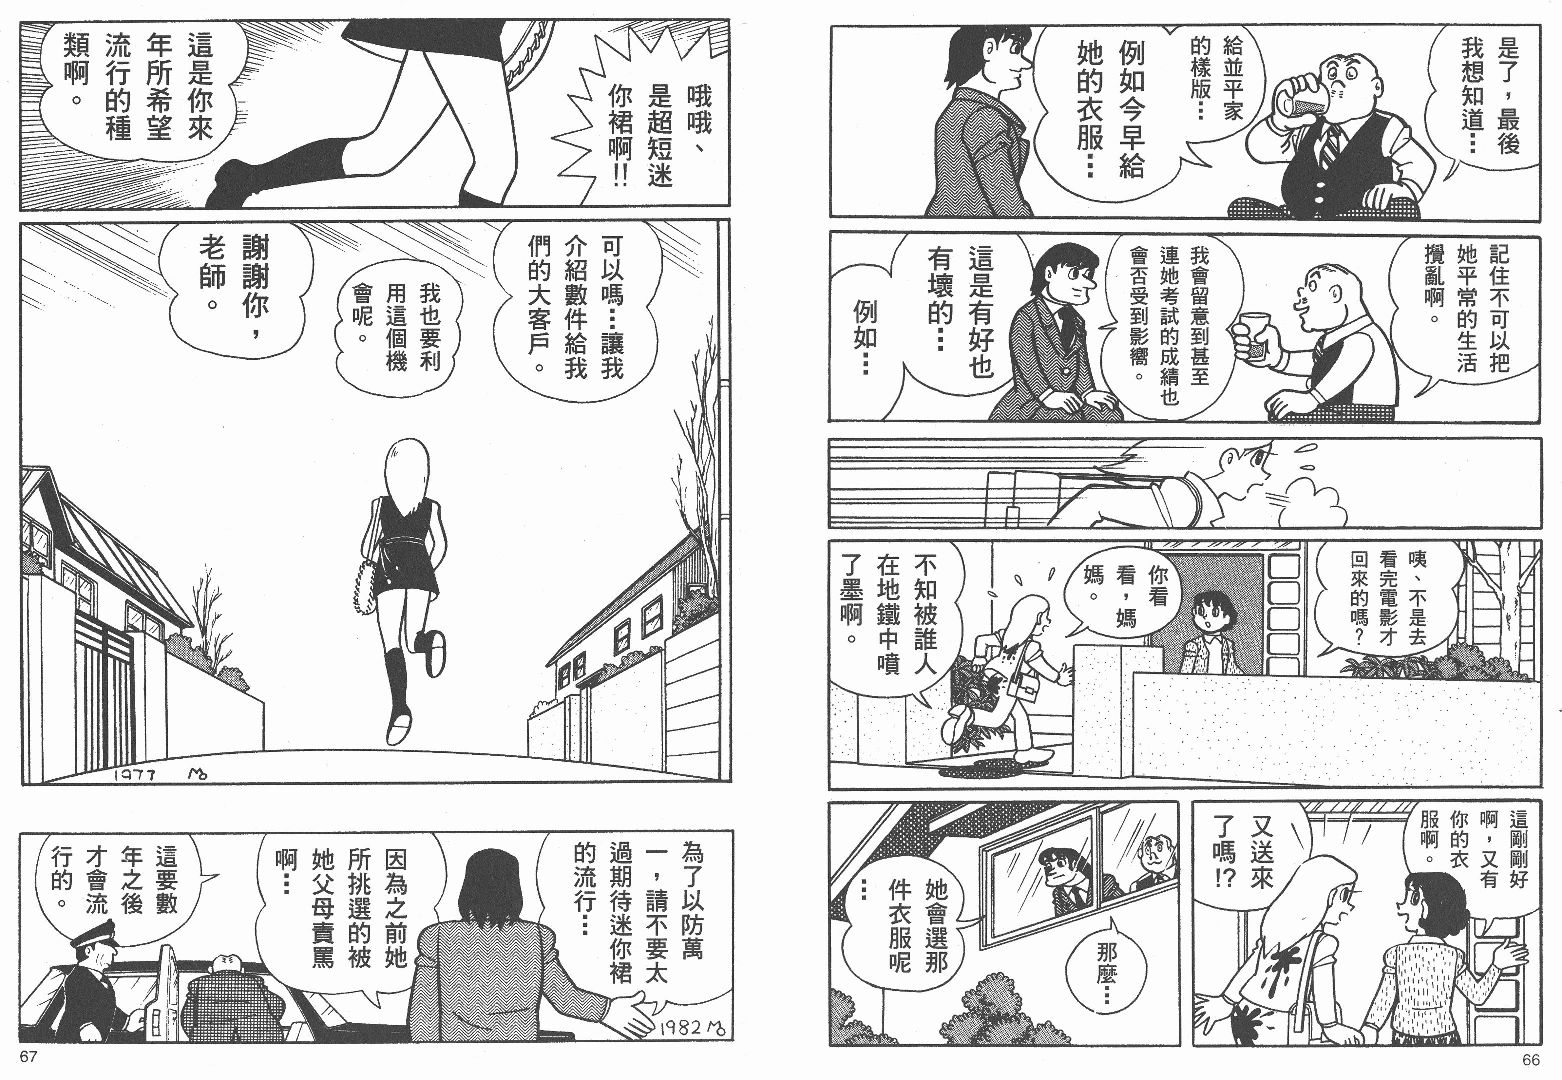 是了，最後
我想知道…
給並平家
的樣版…
例如今早給
她的衣服…
記住不可以把
她平常的生活
攪亂啊。
我會留意到甚至
連她考試的成績也
會否受到影嚮。
這是有好也
有壞的…
例如…
咦、不是去
看完電影才
回來的嗎?
你看
看，媽
媽。
不知被誰人
在地鐵中噴
了墨啊。
這剛剛好
啊，又有
你的衣
服啊。
又送來
了嗎!?
那麼…
她會選那
件衣服呢
…
66
哦哦、
是超短迷
你裙啊!!
這是你來
年所希望
流行的種
類啊。
可以嗎…讓我
介紹數件給我
們的大客戶。
我也要利
用這個機
會呢。
謝謝你，
老師。
1977
為了以防萬
一，請不要太
過期待迷你裙
的流行…
因為之前她
所挑選的被
她父母責罵
啊…
這要數
年之後
才會流
行的。
1982
67